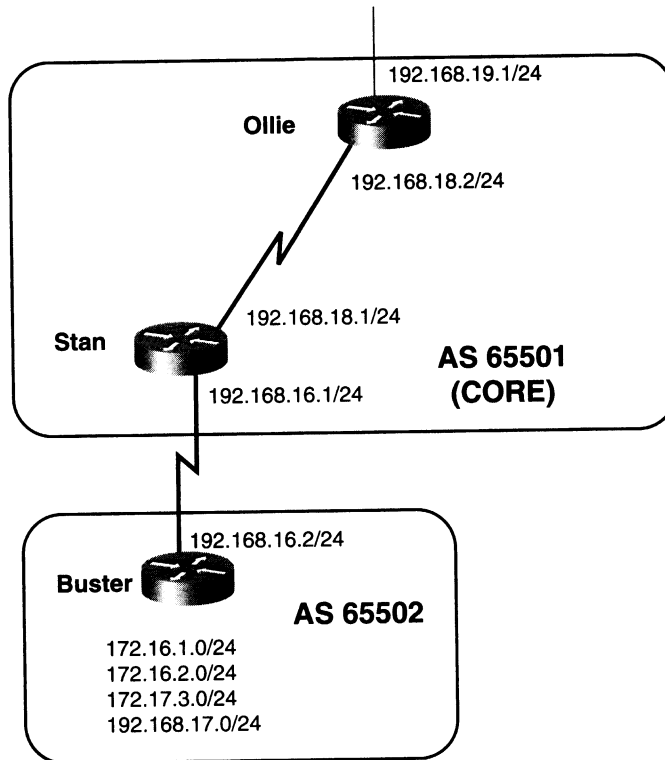 192.168.19.1/24
Ollie
192.168.18.2/24
192.168.18.1/24
Stan
AS 65501
(CORE)
192.168.16.1/24
192.168.16.2/24
Buster
AS 65502
172.16.1.0/24
172.16.2.0/24
172.17.3.0/24
192.168.17.0/24